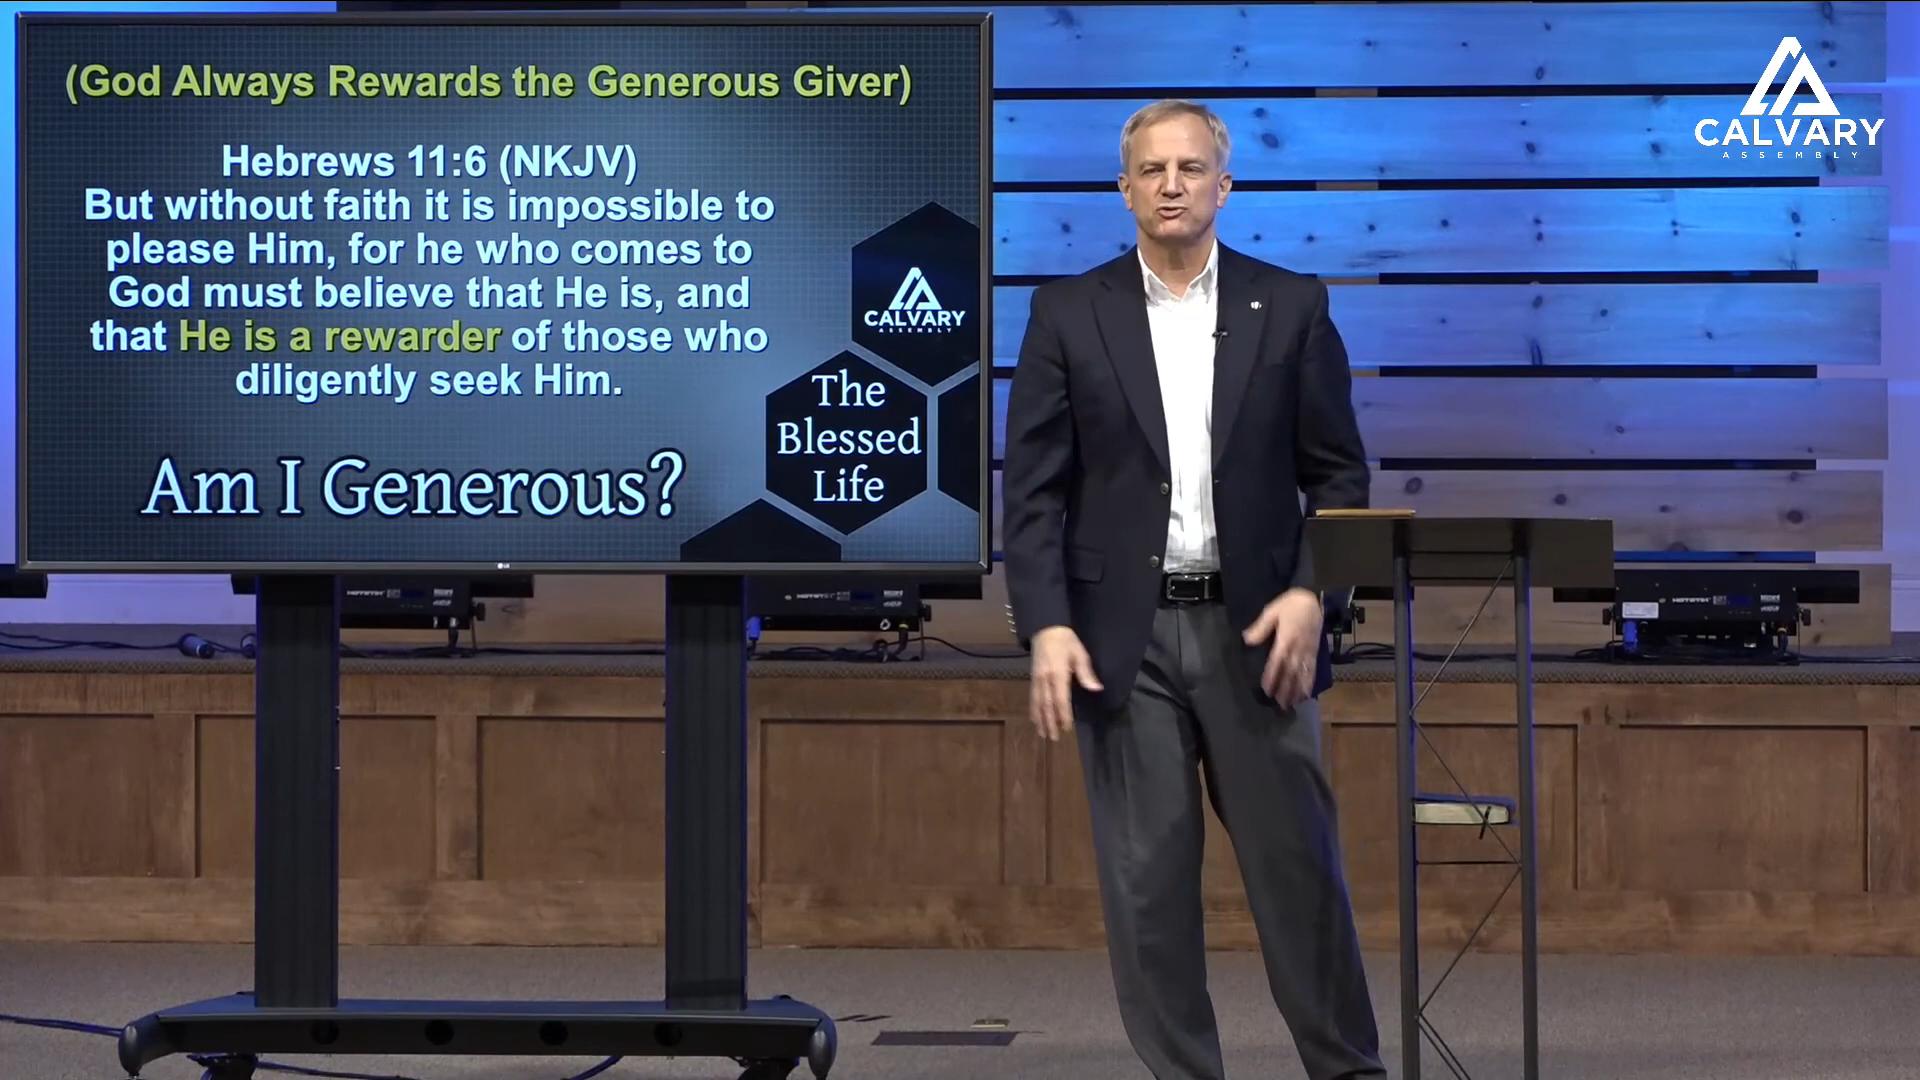 (God Always Rewards the Generous Giver)
Hebrews 11:6 (NKJV)
But without faith it is impossible to
please Him, for he who comes to
God must believe that He is, and
that He is a rewarder of those who
diligently seek Him.
Am I Generous?
CALVARY
ASSEMBLY
The
Blessed
Life
LG
CALVARY
ASSEMBLY